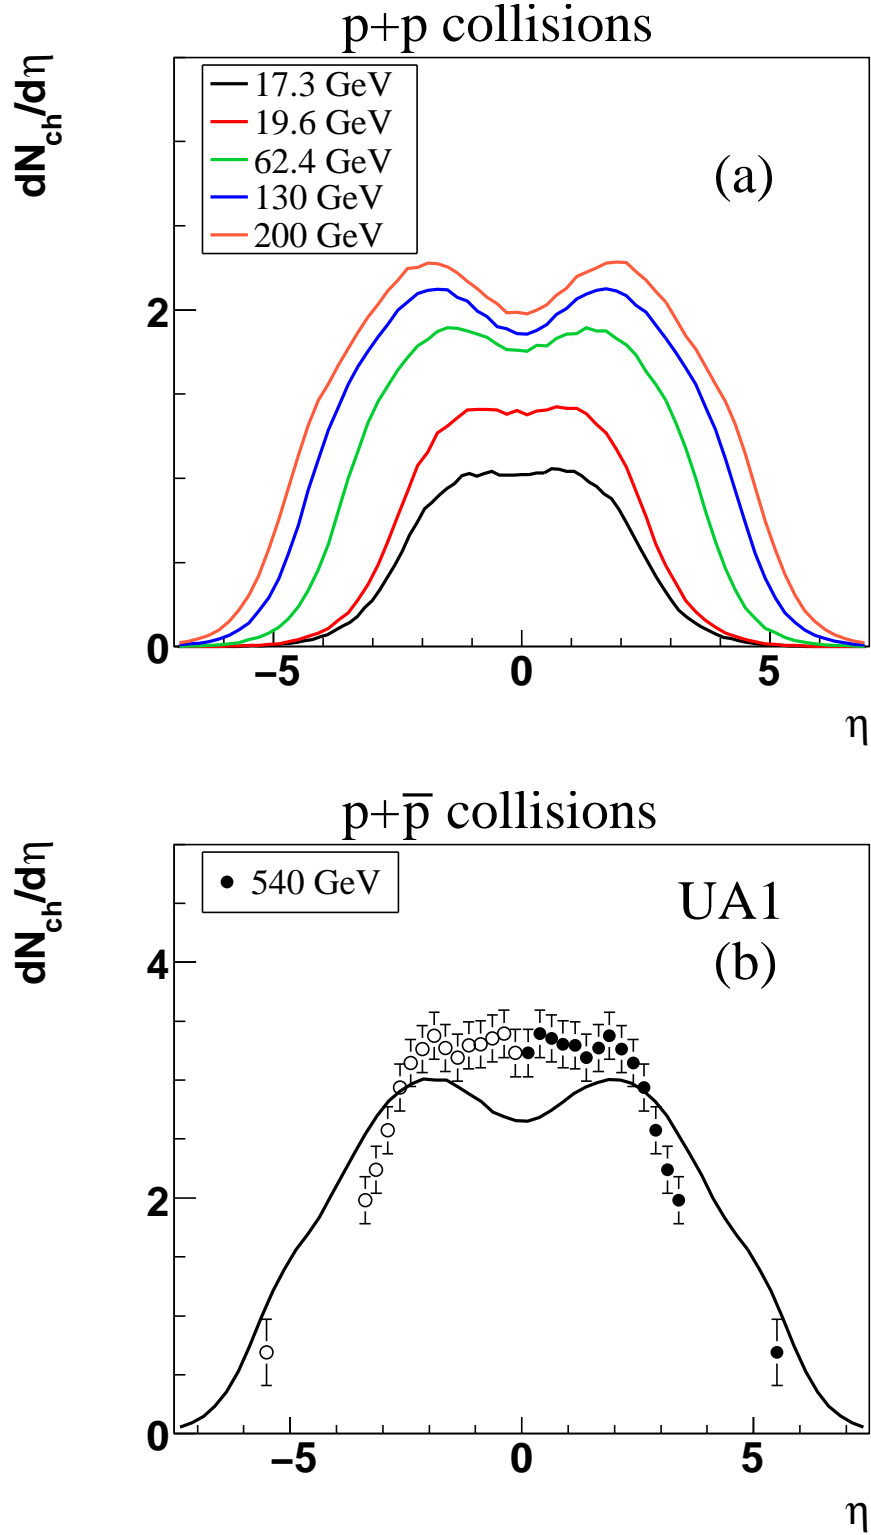 p+p collisions
dN_ch/dη
17.3 GeV
19.6 GeV
62.4 GeV
130 GeV
200 GeV
(a)
2
0
−5 0 5
η
p+p̅ collisions
dN_ch/dη
540 GeV
UA1
(b)
4
2
0
−5 0 5
η